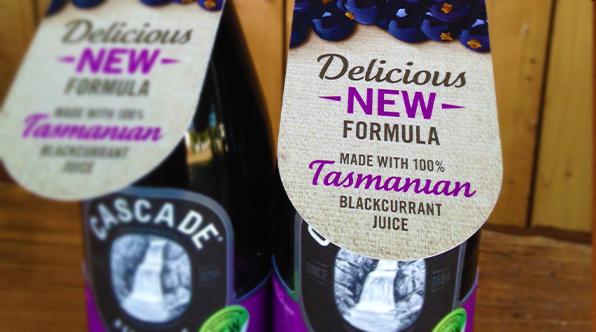 Delicious
NEW
FORMULA
MADE WITH 100%
Tasmanian
BLACKCURRANT
JUICE
CASCADE
Delicious
NEW
FORMULA
MADE WITH 100%
Tasmanian
BLACKCURRANT
JUICE
SINCE